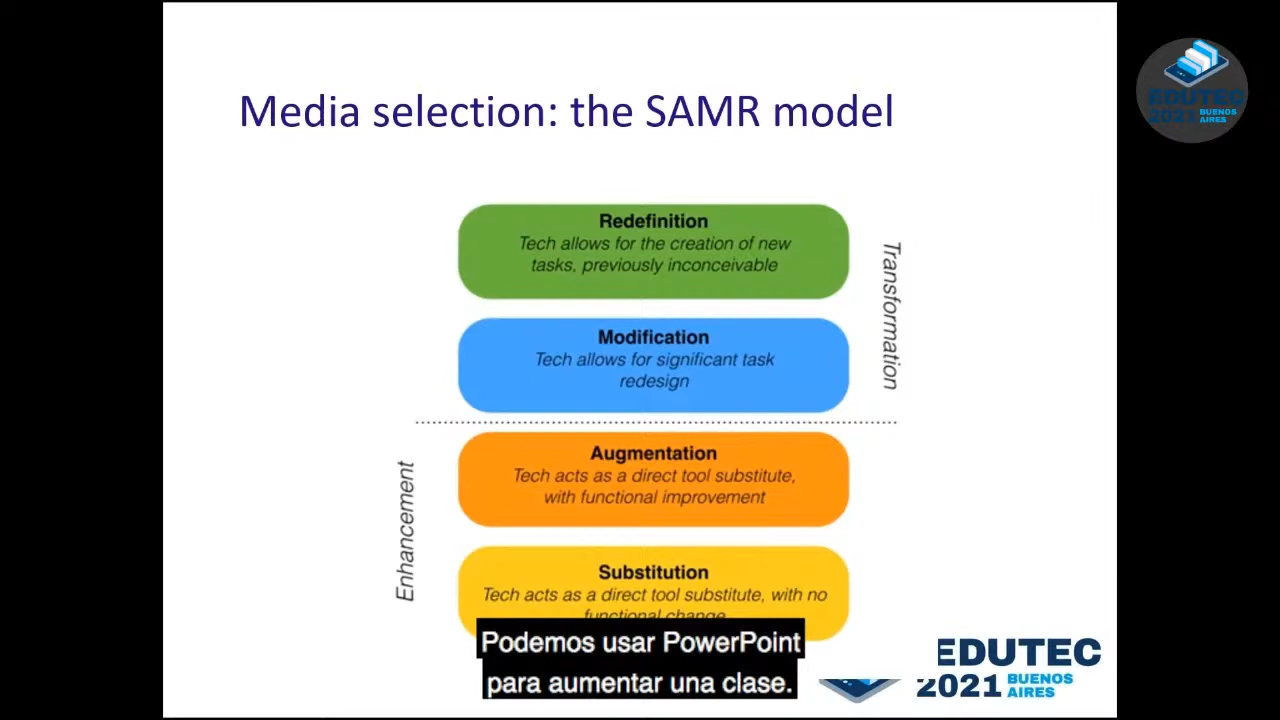 Media selection: the SAMR model
EDUTEC
2021 BUENOS
AIRES
Redefinition
Tech allows for the creation of new
tasks, previously inconceivable
Transformation
Modification
Tech allows for significant task
redesign
Augmentation
Tech acts as a direct tool substitute,
with functional improvement
Enhancement
Substitution
Tech acts as a direct tool substitute, with no
functional change
Podemos usar PowerPoint
para aumentar una clase.
EDUTEC
2021 BUENOS
AIRES